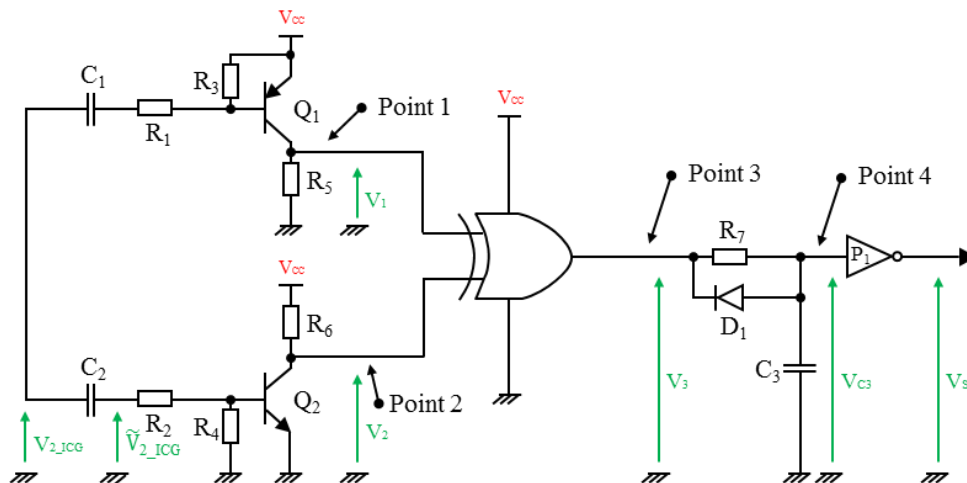 Vcc
C1
R3
Q1
Point 1
R1
Vcc
R5
V1
Point 3
Point 4
R7
P1
Vcc
D1
R6
C2
C3
V3
VC3
VS
Q2
R2
R4
Point 2
V2_ICG
Ṽ2_ICG
V2